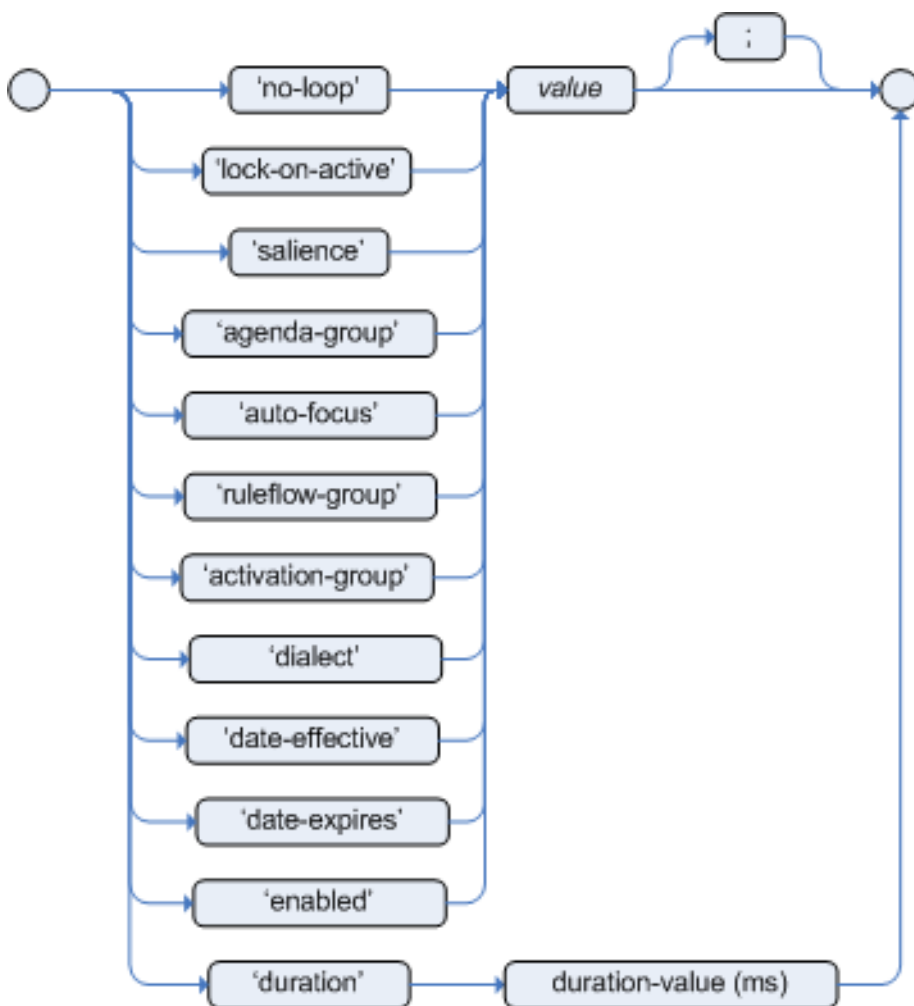 ;
‘no-loop’ value
‘lock-on-active’
‘salience’
‘agenda-group’
‘auto-focus’
‘ruleflow-group’
‘activation-group’
‘dialect’
‘date-effective’
‘date-expires’
‘enabled’
‘duration’ duration-value (ms)